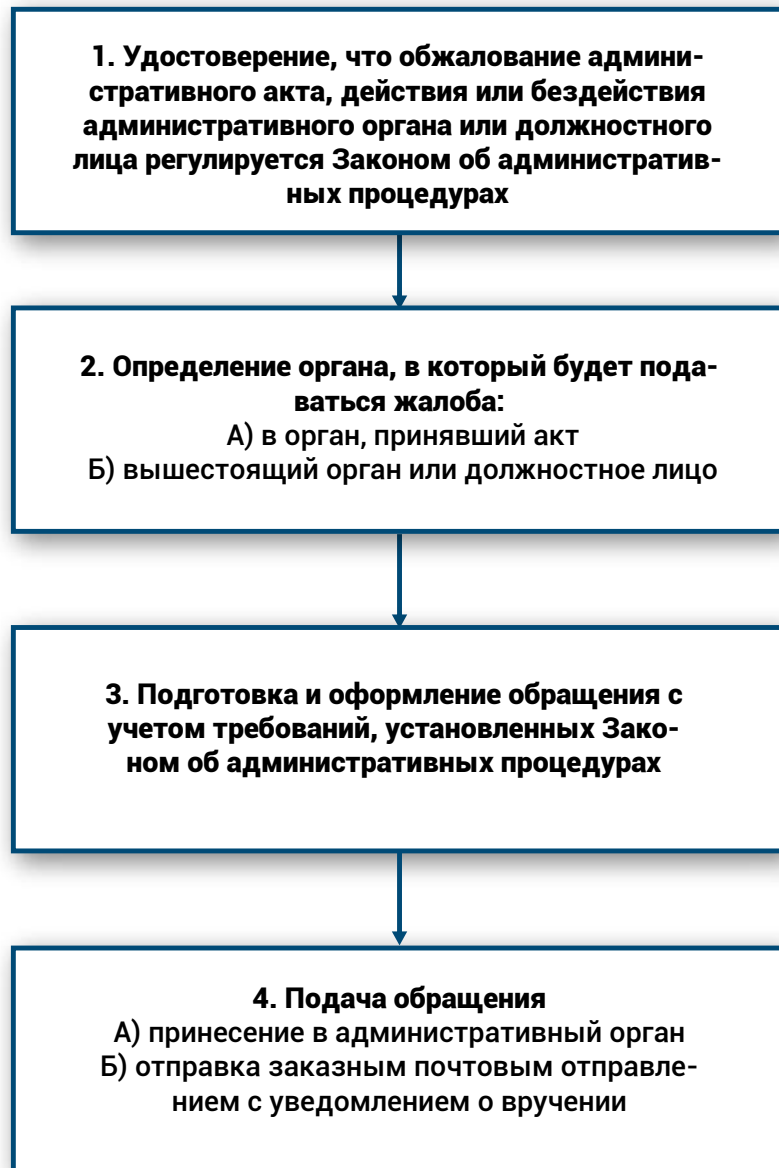 1. Удостоверение, что обжалование админи-
стративного акта, действия или бездействия
административного органа или должностного
лица регулируется Законом об административ-
ных процедурах
2. Определение органа, в который будет пода-
ваться жалоба:
А) в орган, принявший акт
Б) вышестоящий орган или должностное лицо
3. Подготовка и оформление обращения с
учетом требований, установленных Зако-
ном об административных процедурах
4. Подача обращения
А) принесение в административный орган
Б) отправка заказным почтовым отправле-
нием с уведомлением о вручении